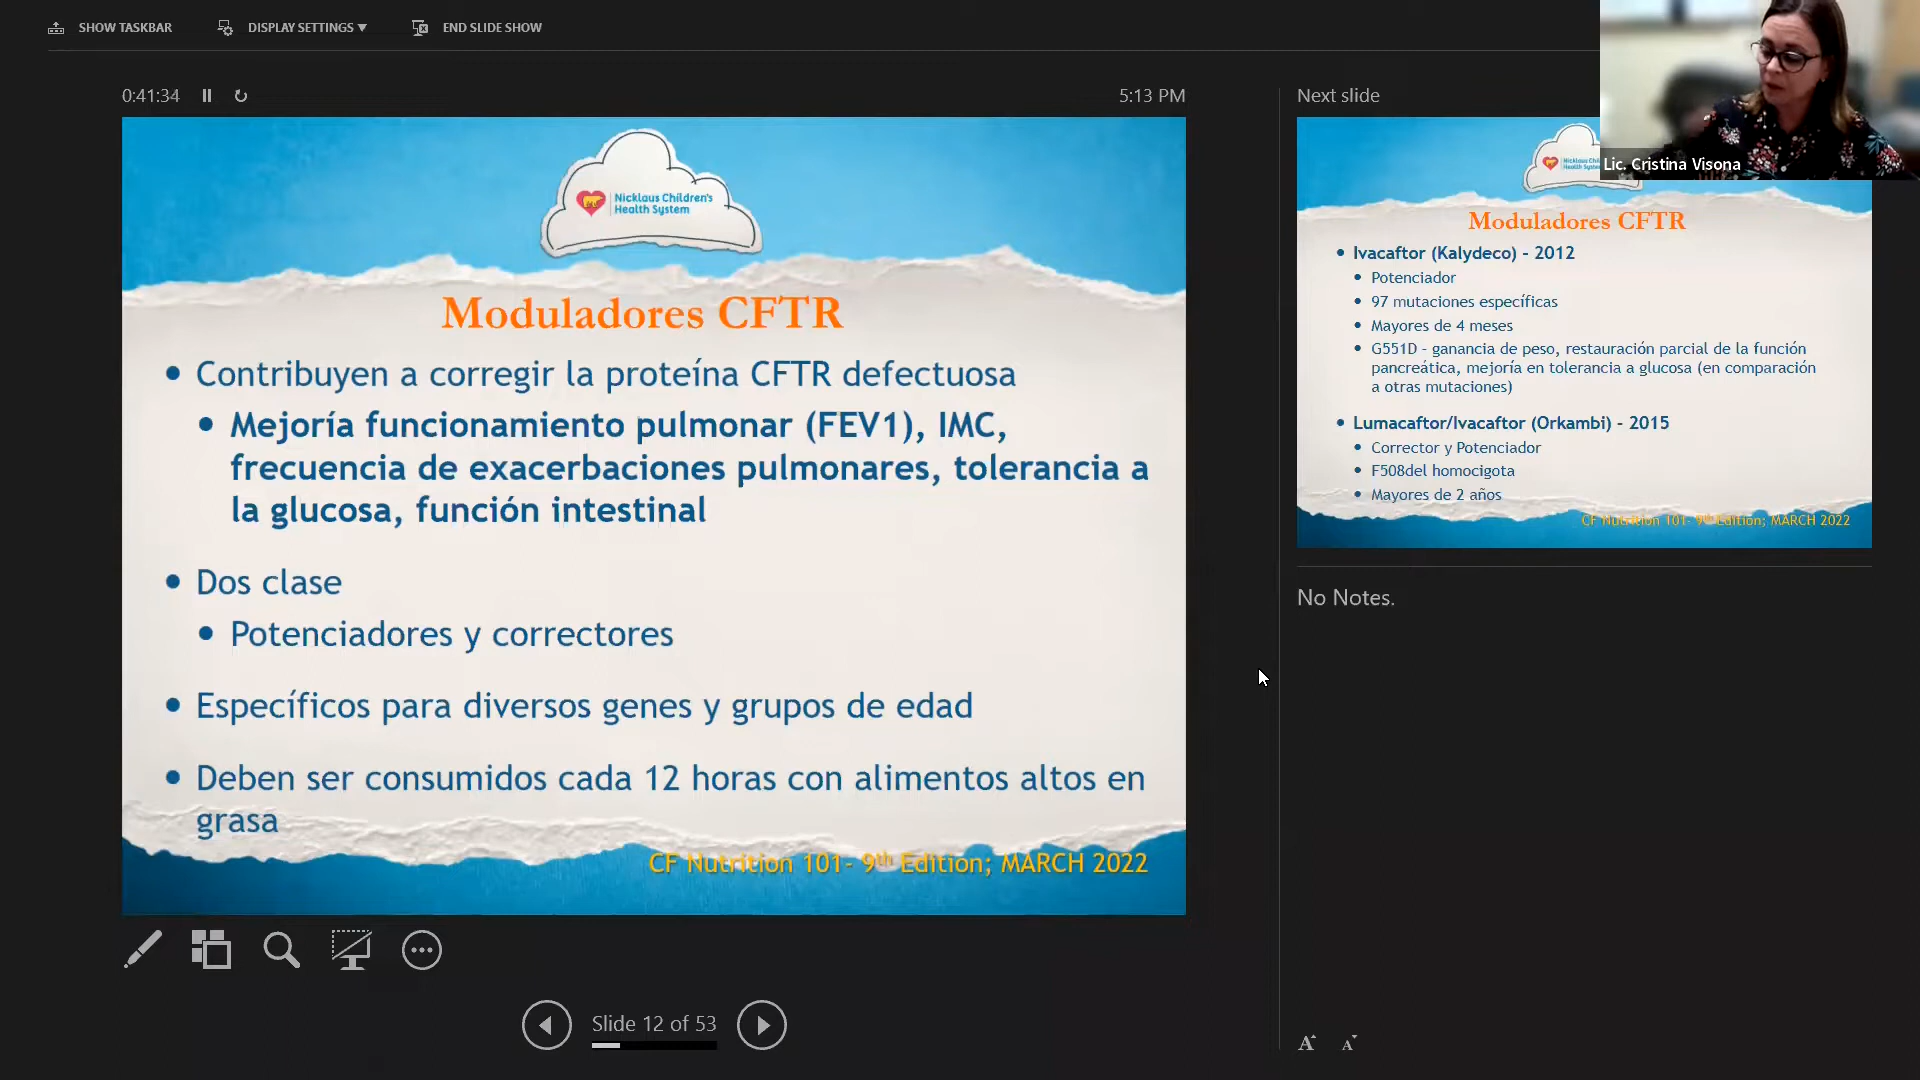 SHOW TASKBAR
DISPLAY SETTINGS ▾
END SLIDE SHOW
0:41:34
5:13 PM
Nicklaus Children's
Health System
Moduladores CFTR
• Contribuyen a corregir la proteína CFTR defectuosa
• Mejoría funcionamiento pulmonar (FEV1), IMC,
frecuencia de exacerbaciones pulmonares, tolerancia a
la glucosa, función intestinal
• Dos clase
• Potenciadores y correctores
• Específicos para diversos genes y grupos de edad
• Deben ser consumidos cada 12 horas con alimentos altos en
grasa
CF Nutrition 101- 9th Edition; MARCH 2022
Slide 12 of 53
Next slide
Lic. Cristina Visona
Moduladores CFTR
• Ivacaftor (Kalydeco) - 2012
• Potenciador
• 97 mutaciones específicas
• Mayores de 4 meses
• G551D - ganancia de peso, restauración parcial de la función
pancreática, mejoría en tolerancia a glucosa (en comparación
a otras mutaciones)
• Lumacaftor/Ivacaftor (Orkambi) - 2015
• Corrector y Potenciador
• F508del homocigota
• Mayores de 2 años
CF Nutrition 101- 9th Edition; MARCH 2022
No Notes.
A A